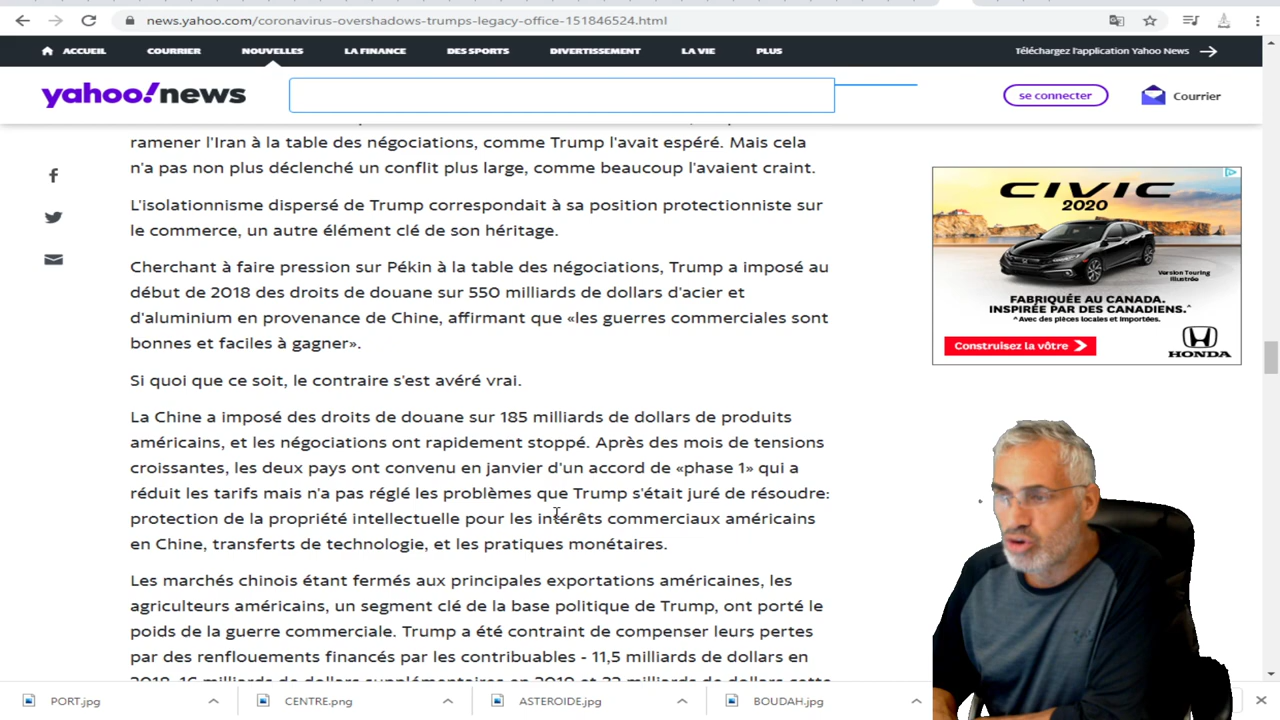 news.yahoo.com/coronavirus-overshadows-trumps-legacy-office-151846524.html
ACCUEIL COURRIER NOUVELLES LA FINANCE DES SPORTS DIVERTISSEMENT LA VIE PLUS Téléchargez l'application Yahoo News
yahoo!news se connecter Courrier
ramener l'Iran à la table des négociations, comme Trump l'avait espéré. Mais cela
n'a pas non plus déclenché un conflit plus large, comme beaucoup l'avaient craint.
L'isolationnisme dispersé de Trump correspondait à sa position protectionniste sur
le commerce, un autre élément clé de son héritage.
Cherchant à faire pression sur Pékin à la table des négociations, Trump a imposé au
début de 2018 des droits de douane sur 550 milliards de dollars d'acier et
d'aluminium en provenance de Chine, affirmant que «les guerres commerciales sont
bonnes et faciles à gagner».
Si quoi que ce soit, le contraire s'est avéré vrai.
La Chine a imposé des droits de douane sur 185 milliards de dollars de produits
américains, et les négociations ont rapidement stoppé. Après des mois de tensions
croissantes, les deux pays ont convenu en janvier d'un accord de «phase 1» qui a
réduit les tarifs mais n'a pas réglé les problèmes que Trump s'était juré de résoudre:
protection de la propriété intellectuelle pour les intérêts commerciaux américains
en Chine, transferts de technologie, et les pratiques monétaires.
Les marchés chinois étant fermés aux principales exportations américaines, les
agriculteurs américains, un segment clé de la base politique de Trump, ont porté le
poids de la guerre commerciale. Trump a été contraint de compenser leurs pertes
par des renflouements financés par les contribuables - 11,5 milliards de dollars en
2018, 16 milliards de dollars supplémentaires en 2019 et
CIVIC
2020
Version Touring
illustrée
FABRIQUÉE AU CANADA.
INSPIRÉE PAR DES CANADIENS.^
^Avec des pièces locales et importées.
Construisez la vôtre
HONDA
PORT.jpg CENTRE.png ASTEROIDE.jpg BOUDAH.jpg